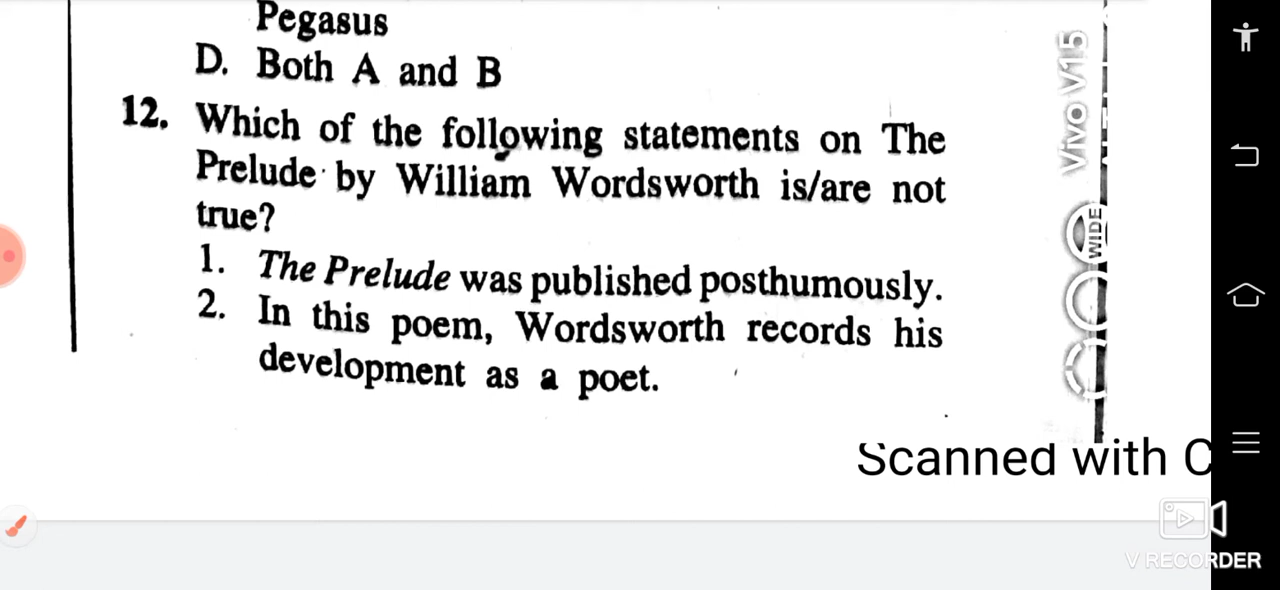 Pegasus
D. Both A and B
12. Which of the following statements on The
Prelude by William Wordsworth is/are not
true?
1. The Prelude was published posthumously.
2. In this poem, Wordsworth records his
development as a poet.
Vivo V15
WIDE
Scanned with C
V RECORDER